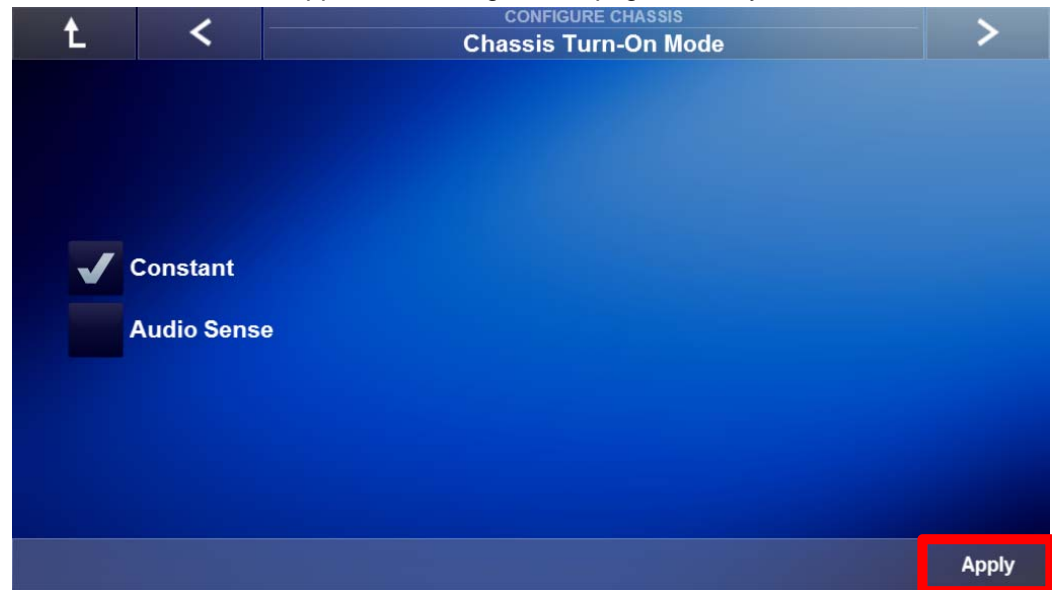 CONFIGURE CHASSIS
Chassis Turn-On Mode
Constant
Audio Sense
Apply